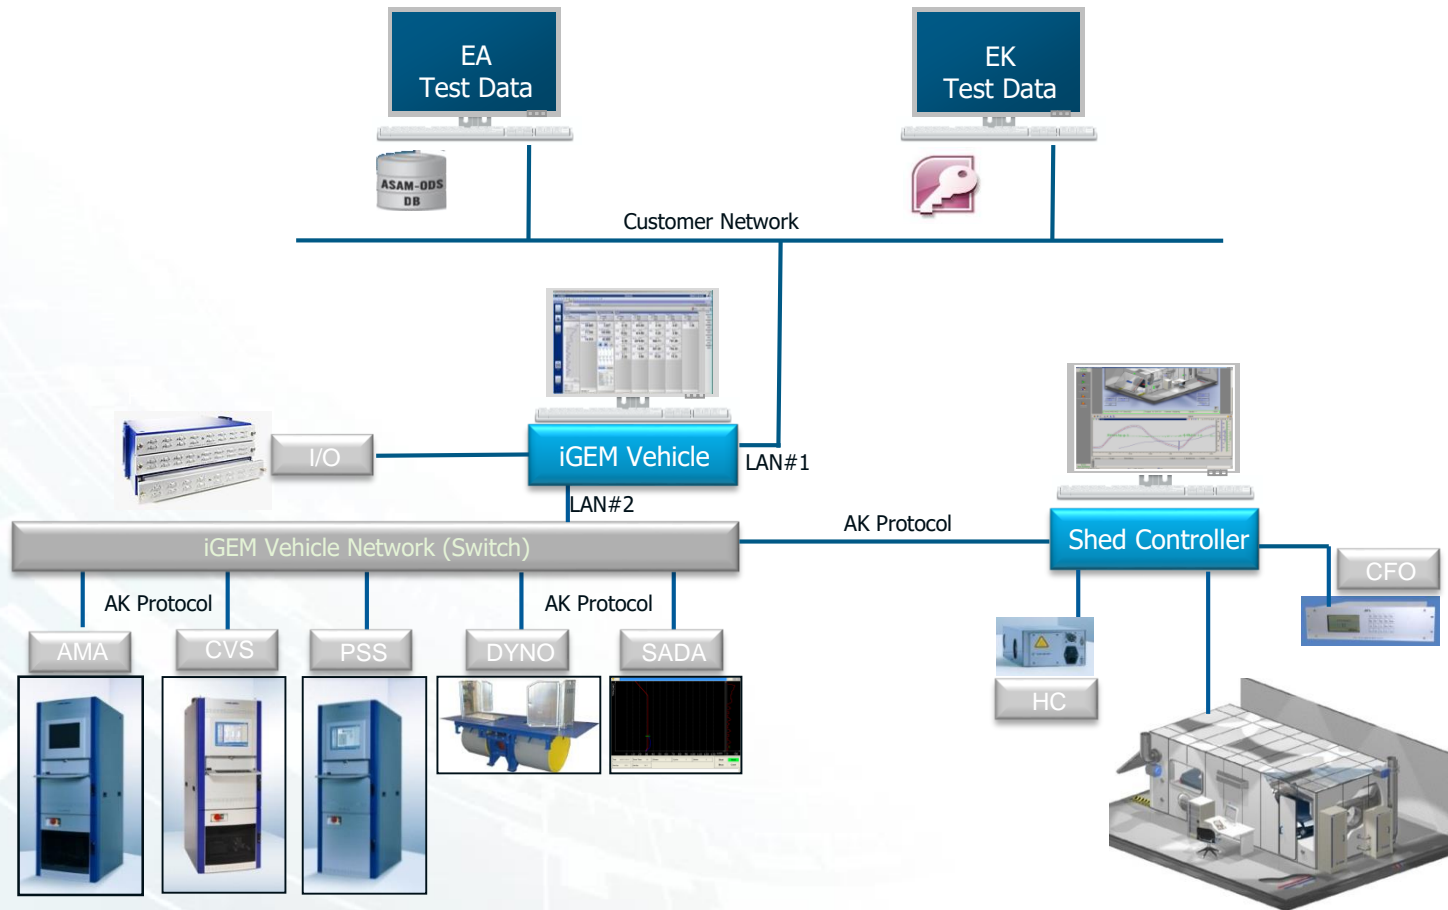 EA
Test Data
EK
Test Data
ASAM-ODS
DB
Customer Network
I/O
iGEM Vehicle
LAN#1
LAN#2
AK Protocol
Shed Controller
iGEM Vehicle Network (Switch)
CFO
AK Protocol
AK Protocol
AMA
CVS
PSS
DYNO
SADA
HC